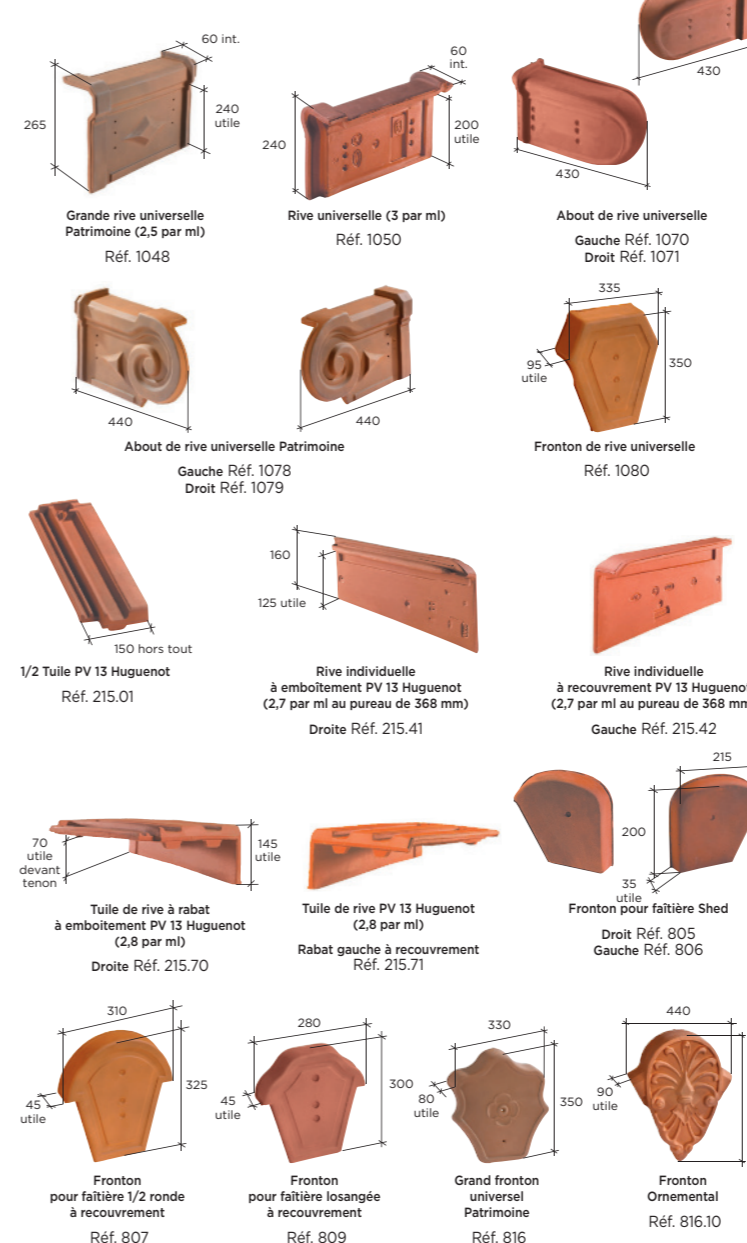 60 int.
265
240
utile
Grande rive universelle
Patrimoine (2,5 par ml)
Réf. 1048
60
int.
240
200
utile
Rive universelle (3 par ml)
Réf. 1050
430
430
About de rive universelle
Gauche Réf. 1070
Droit Réf. 1071
440
440
About de rive universelle Patrimoine
Gauche Réf. 1078
Droit Réf. 1079
335
95
utile
350
Fronton de rive universelle
Réf. 1080
150 hors tout
1/2 Tuile PV 13 Huguenot
Réf. 215.01
160
125 utile
Rive individuelle
à emboîtement PV 13 Huguenot
(2,7 par ml au pureau de 368 mm)
Droite Réf. 215.41
Rive individuelle
à recouvrement PV 13 Huguenot
(2,7 par ml au pureau de 368 mm
Gauche Réf. 215.42
70
utile
devant
tenon
145
utile
Tuile de rive à rabat
à emboitement PV 13 Huguenot
(2,8 par ml)
Droite Réf. 215.70
Tuile de rive PV 13 Huguenot
(2,8 par ml)
Rabat gauche à recouvrement
Réf. 215.71
215
200
35
utile
Fronton pour faîtière Shed
Droit Réf. 805
Gauche Réf. 806
310
325
45
utile
Fronton
pour faîtière 1/2 ronde
à recouvrement
Réf. 807
280
300
45
utile
Fronton
pour faîtière losangée
à recouvrement
Réf. 809
330
80
utile
350
Grand fronton
universel
Patrimoine
Réf. 816
440
90
utile
Fronton
Ornemental
Réf. 816.10